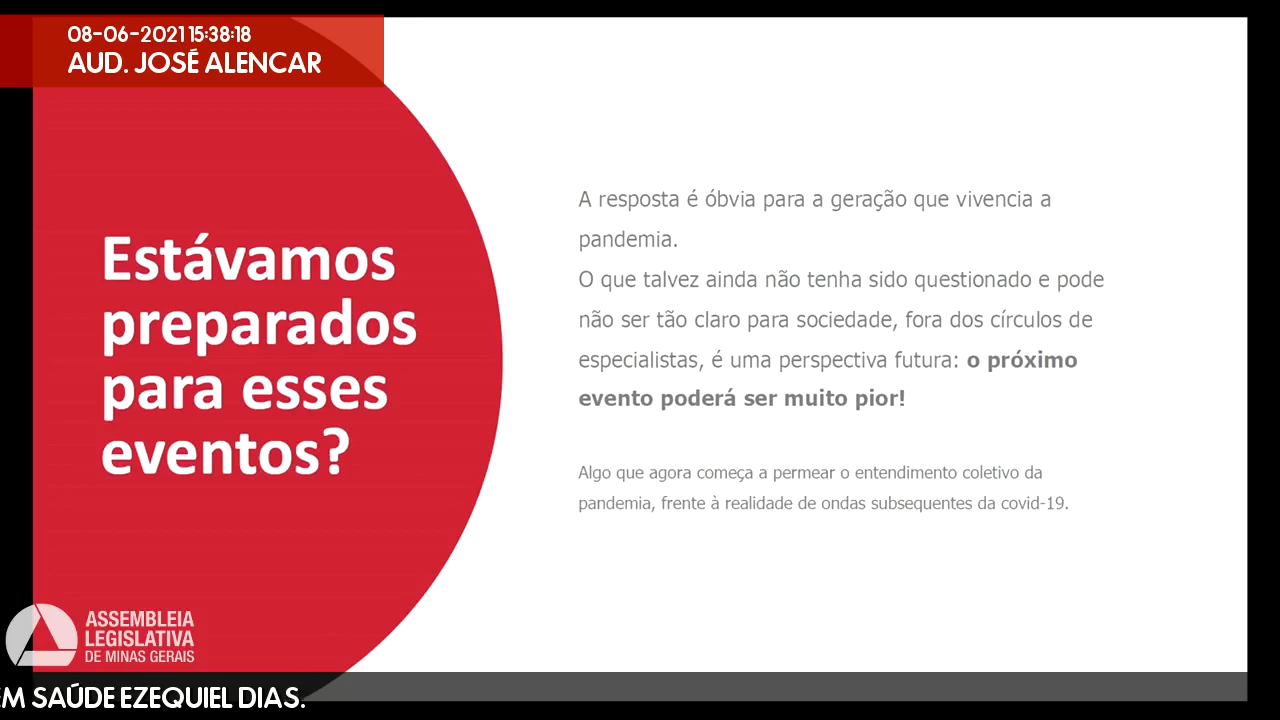 08-06-2021 15:38:18
AUD. JOSÉ ALENCAR
Estávamos
preparados
para esses
eventos?
A resposta é óbvia para a geração que vivencia a
pandemia.
O que talvez ainda não tenha sido questionado e pode
não ser tão claro para sociedade, fora dos círculos de
especialistas, é uma perspectiva futura: o próximo
evento poderá ser muito pior!
Algo que agora começa a permear o entendimento coletivo da
pandemia, frente à realidade de ondas subsequentes da covid-19.
ASSEMBLEIA
LEGISLATIVA
DE MINAS GERAIS
EM SAÚDE EZEQUIEL DIAS.